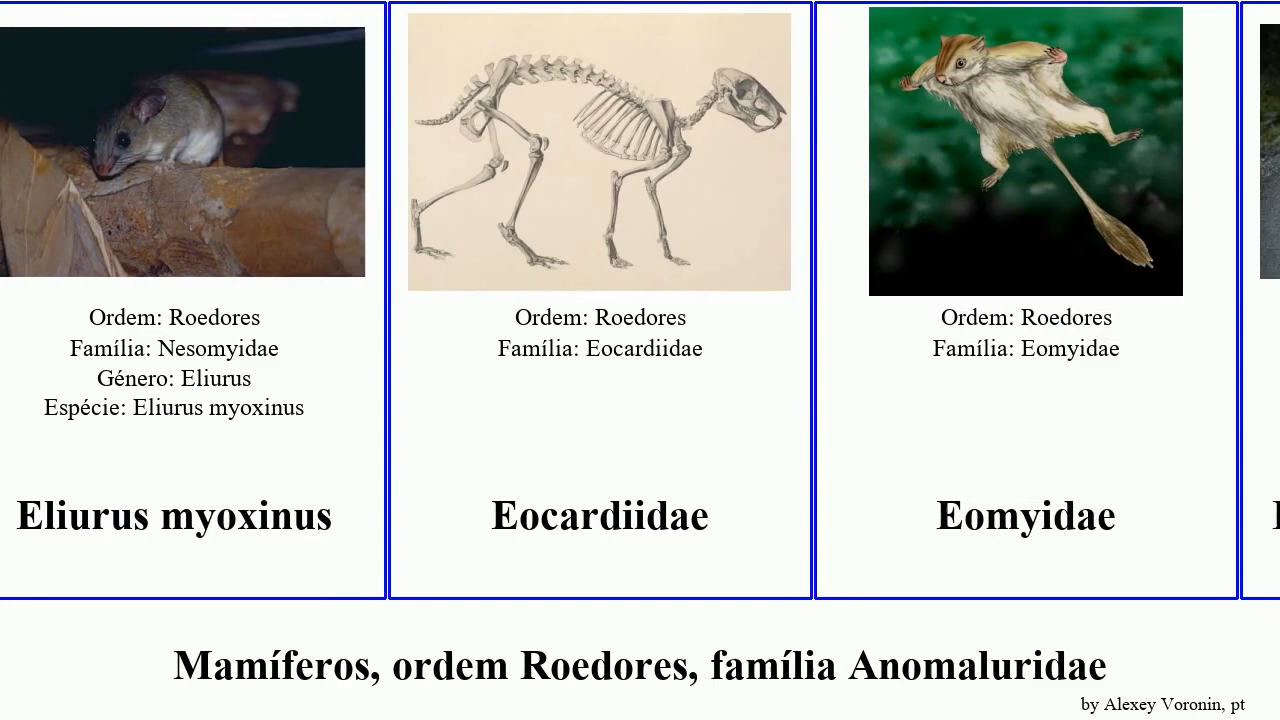 Ordem: Roedores
Família: Nesomyidae
Género: Eliurus
Espécie: Eliurus myoxinus
Eliurus myoxinus
Ordem: Roedores
Família: Eocardiidae
Eocardiidae
Ordem: Roedores
Família: Eomyidae
Eomyidae
Mamíferos, ordem Roedores, família Anomaluridae
by Alexey Voronin, pt